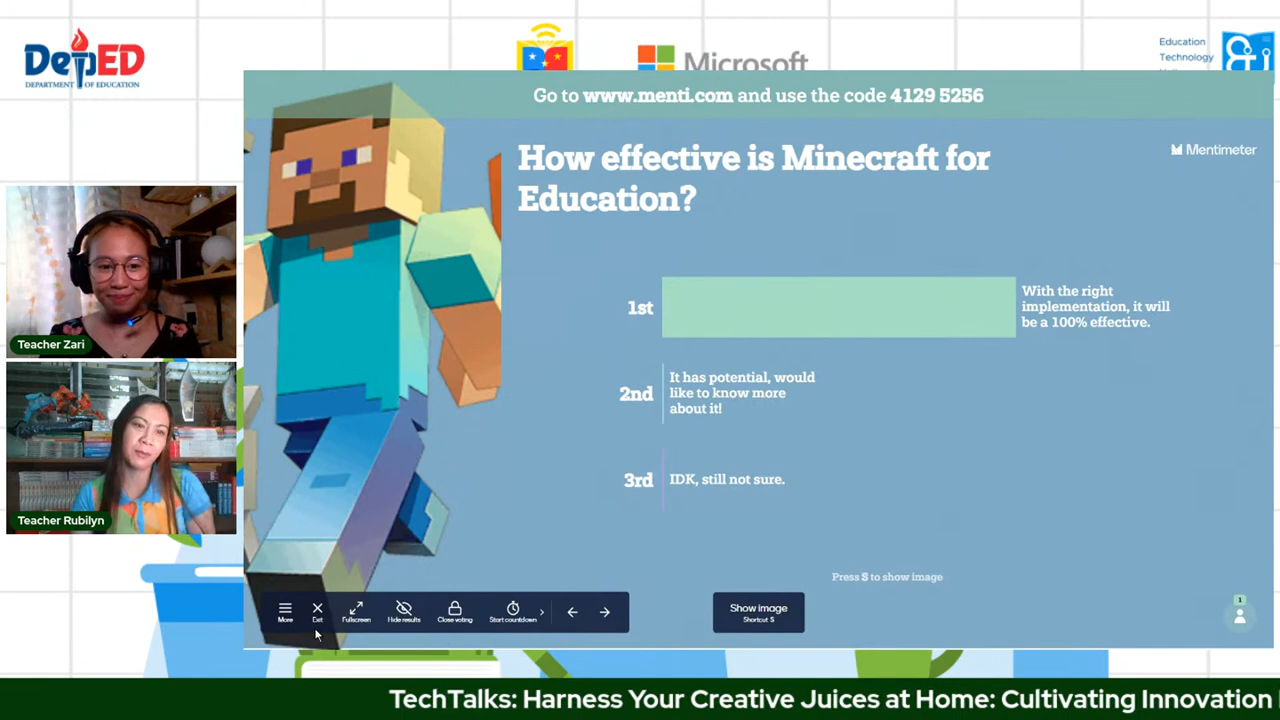 DepED
DEPARTMENT OF EDUCATION
Microsoft
Education
Technology
Go to www.menti.com and use the code 4129 5256
Mentimeter
How effective is Minecraft for
Education?
1st
With the right
implementation, it will
be a 100% effective.
2nd
It has potential, would
like to know more
about it!
3rd
IDK, still not sure.
Press S to show image
More
Exit
Fullscreen
Hide results
Close voting
Start countdown
Show image
Shortcut S
1
Teacher Zari
Teacher Rubilyn
TechTalks: Harness Your Creative Juices at Home: Cultivating Innovation